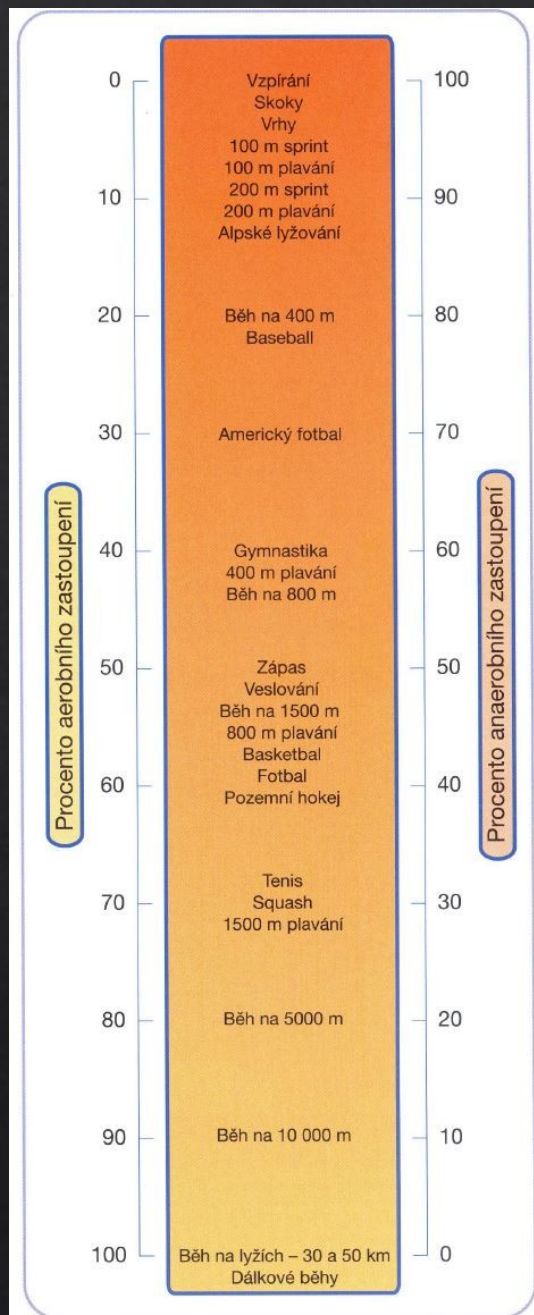 0 Vzpírání 100
Skoky
Vrhy
100 m sprint
100 m plavání
10 200 m sprint 90
200 m plavání
Alpské lyžování
20 Běh na 400 m 80
Baseball
30 Americký fotbal 70
40 Gymnastika 60
400 m plavání
Běh na 800 m
Procento aerobního zastoupení
Procento anaerobního zastoupení
50 Zápas 50
Veslování
Běh na 1500 m
800 m plavání
Basketbal
60 Fotbal 40
Pozemní hokej
Tenis
70 Squash 30
1500 m plavání
80 Běh na 5000 m 20
90 Běh na 10 000 m 10
100 Běh na lyžích – 30 a 50 km 0
Dálkové běhy